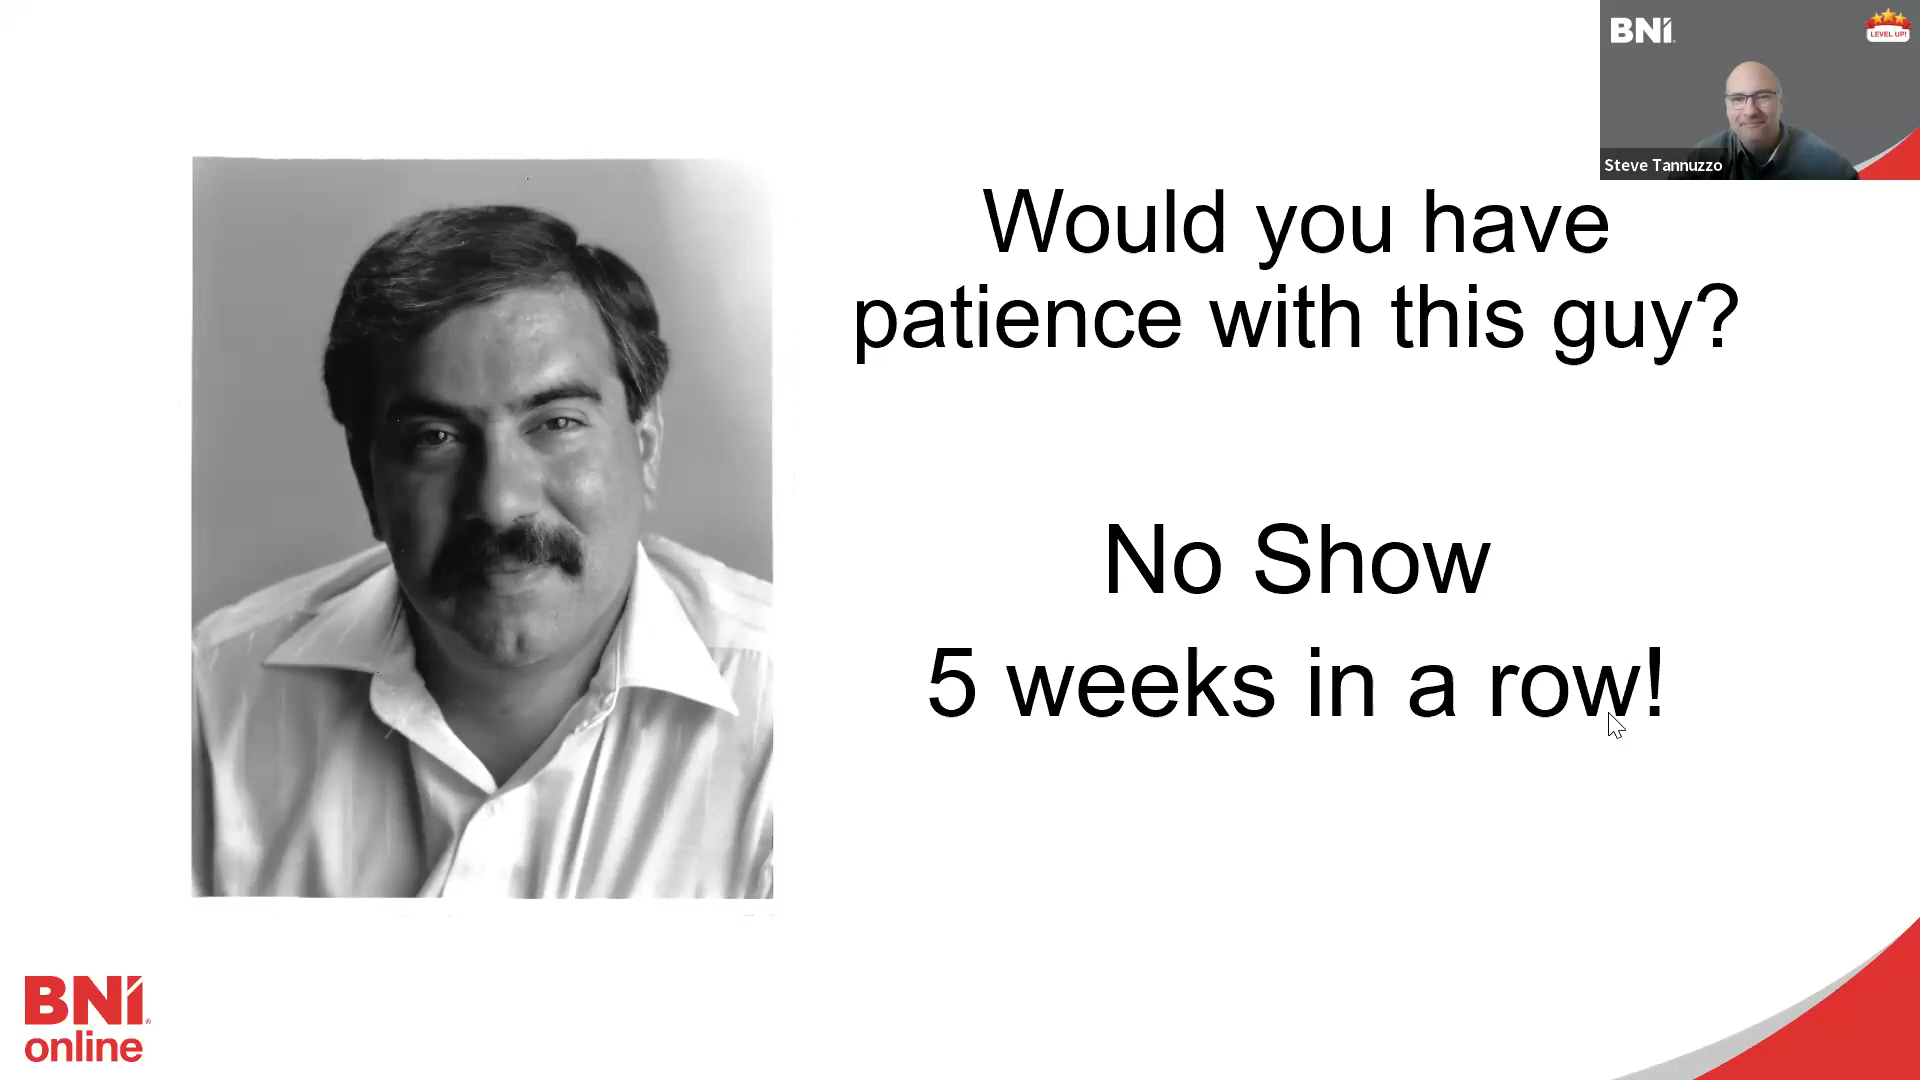 BNI
LEVEL UP!
Steve Tannuzzo
Would you have
patience with this guy?
No Show
5 weeks in a row!
BNI
online